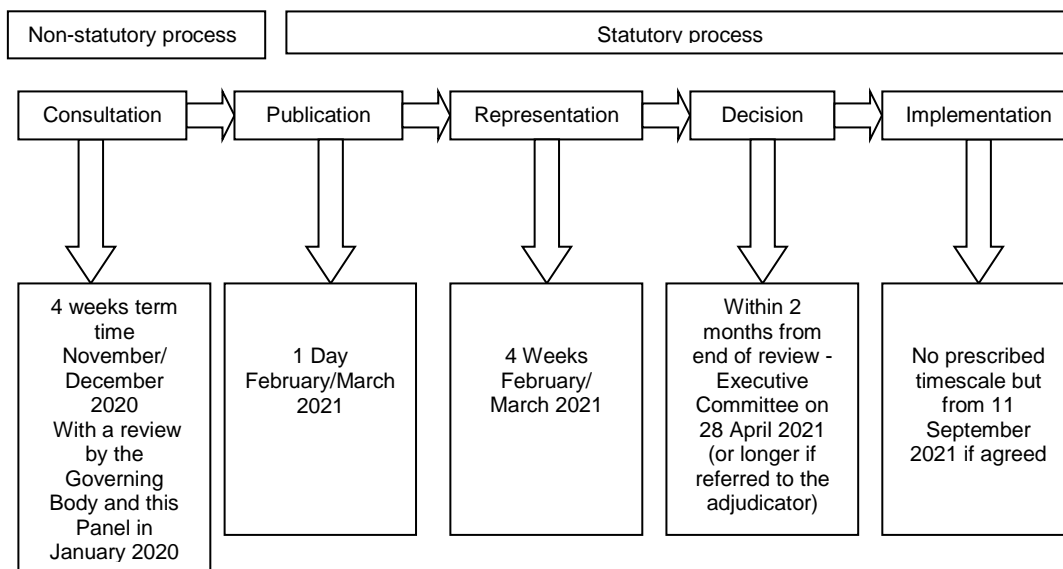 Non-statutory process
Statutory process
Consultation
Publication
Representation
Decision
Implementation
4 weeks term
time
November/
December
2020
With a review
by the
Governing
Body and this
Panel in
January 2020
1 Day
February/March
2021
4 Weeks
February/
March 2021
Within 2
months from
end of review -
Executive
Committee on
28 April 2021
(or longer if
referred to the
adjudicator)
No prescribed
timescale but
from 11
September
2021 if agreed